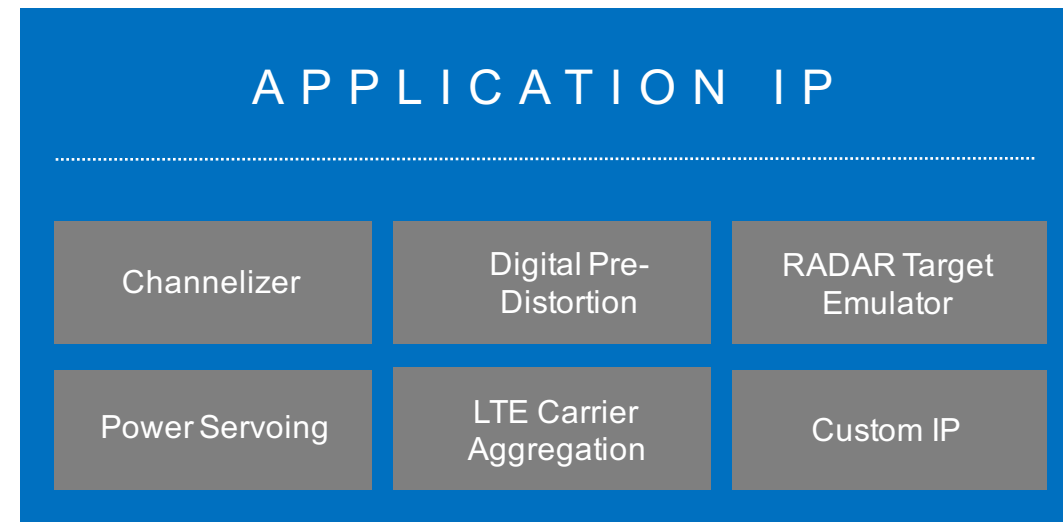 APPLICATION IP
Channelizer
Digital Pre-
Distortion
RADAR Target
Emulator
Power Servoing
LTE Carrier
Aggregation
Custom IP